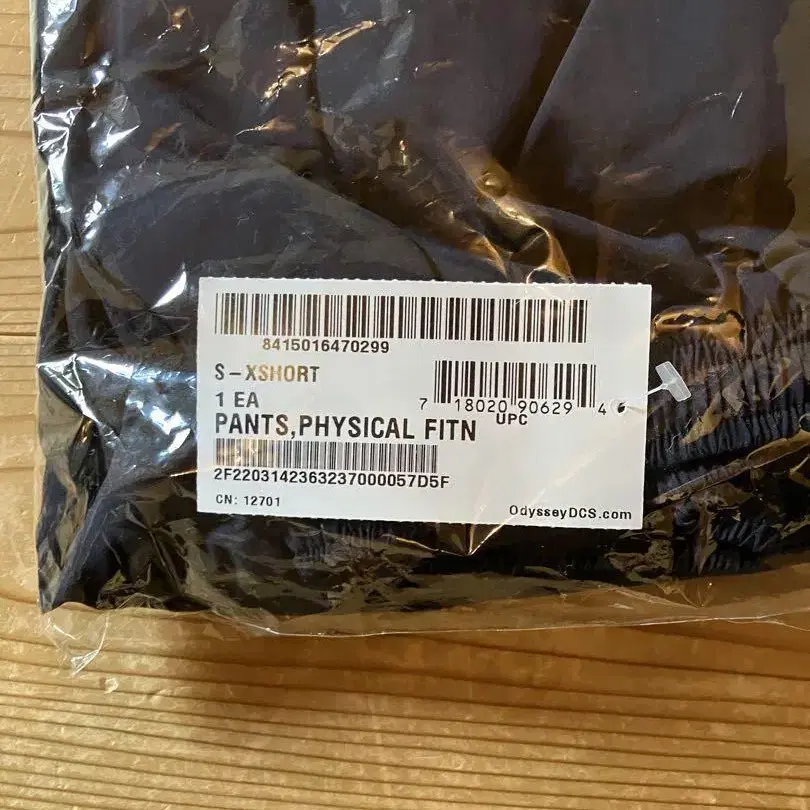 8415016470299
S-XSHORT
1 EA
7 18020 90629 4
UPC
PANTS,PHYSICAL FITN
2F2203142363237000057D5F
CN: 12701
OdysseyDCS.com